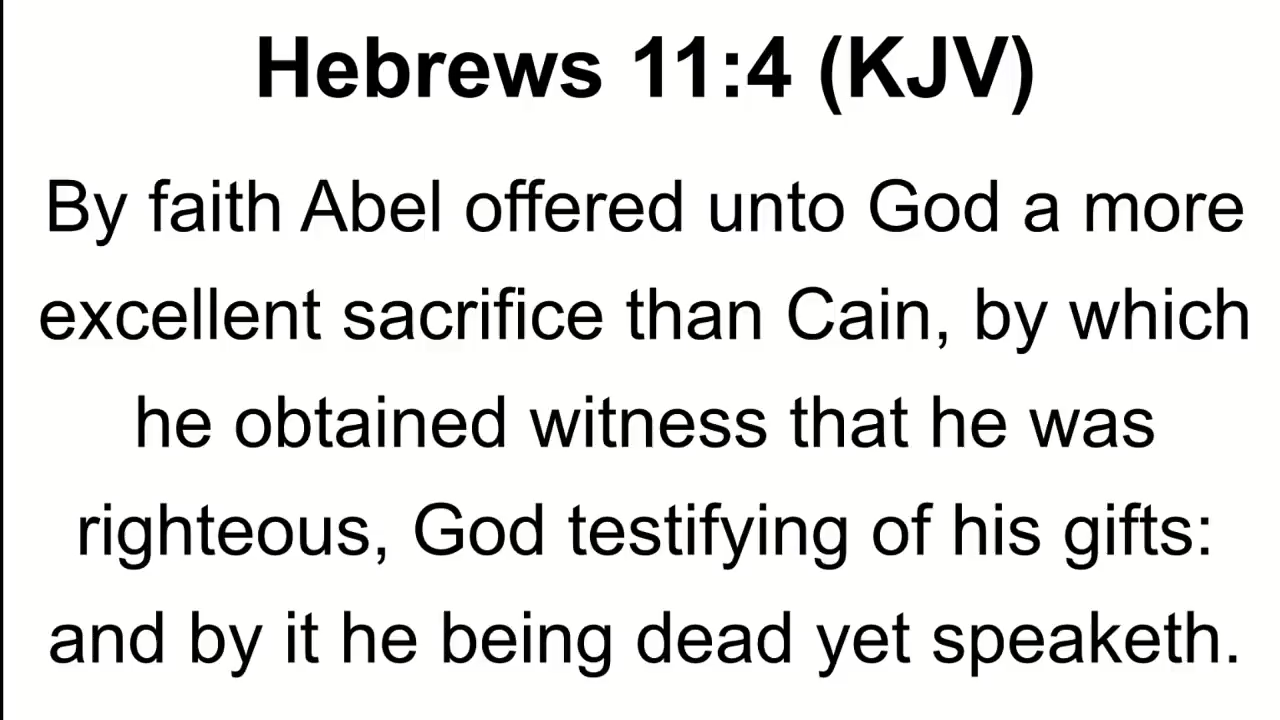 Hebrews 11:4 (KJV)
By faith Abel offered unto God a more
excellent sacrifice than Cain, by which
he obtained witness that he was
righteous, God testifying of his gifts:
and by it he being dead yet speaketh.